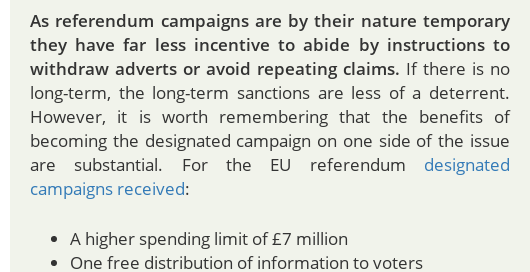 As referendum campaigns are by their nature temporary
they have far less incentive to abide by instructions to
withdraw adverts or avoid repeating claims. If there is no
long-term, the long-term sanctions are less of a deterrent.
However, it is worth remembering that the benefits of
becoming the designated campaign on one side of the issue
are substantial. For the EU referendum designated
campaigns received:
• A higher spending limit of £7 million
• One free distribution of information to voters